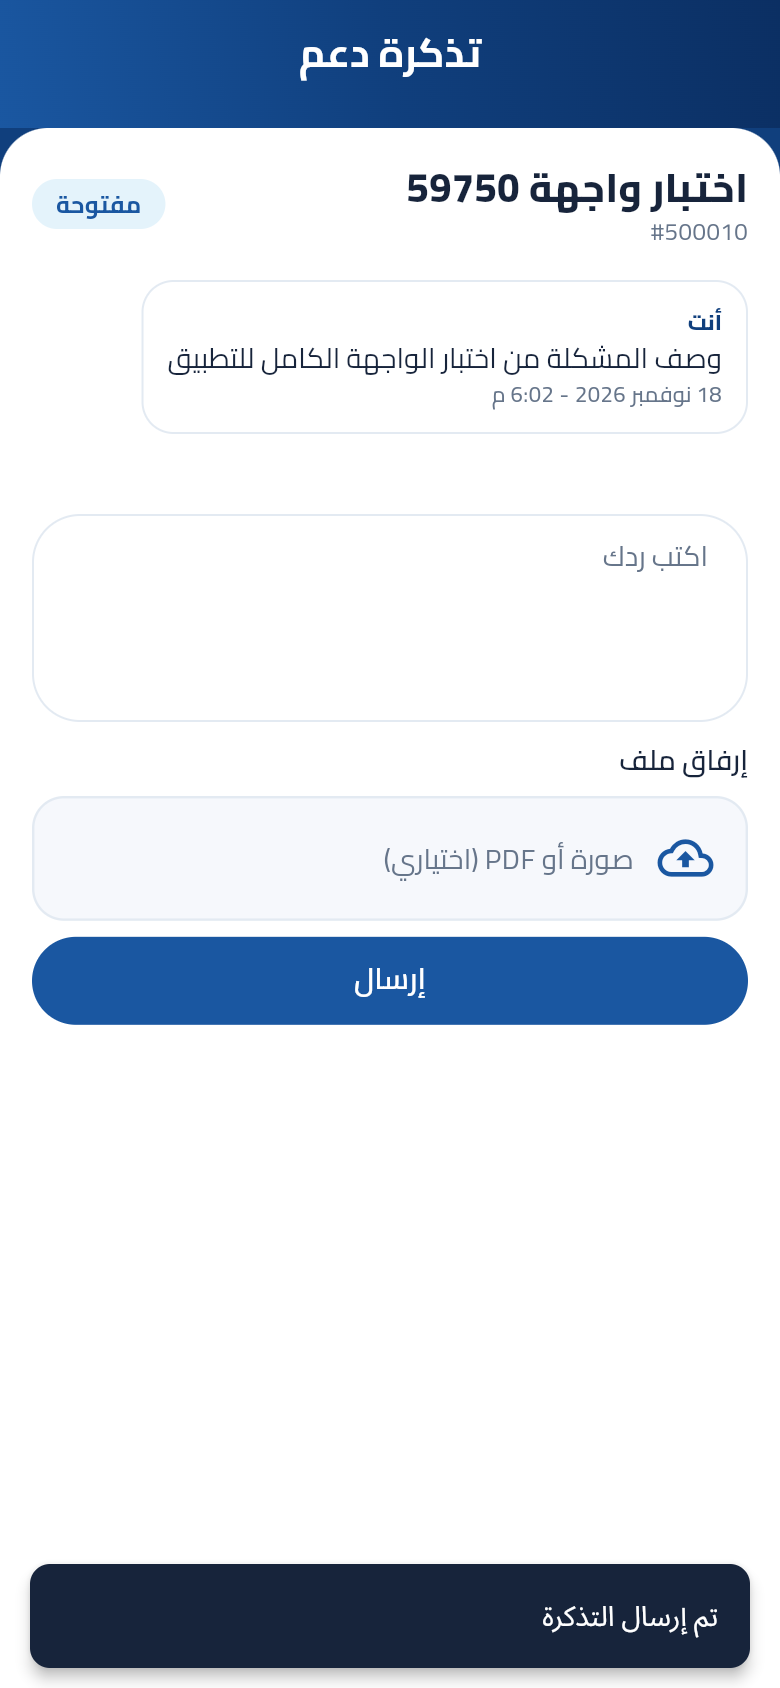 تذكرة دعم
اختبار واجهة 59750
مفتوحة
#500010
أنت
وصف المشكلة من اختبار الواجهة الكامل للتطبيق
18 نوفمبر 2026 - 6:02 م
اكتب ردك
إرفاق ملف
صورة أو PDF (اختياري)
إرسال
تم إرسال التذكرة